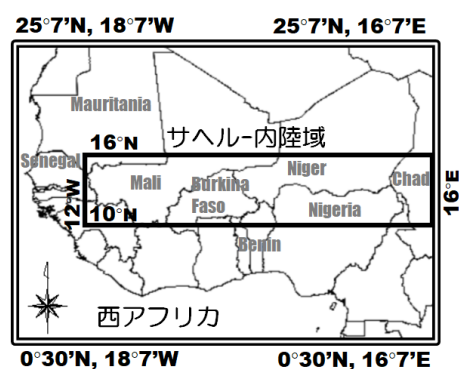 25°7'N, 18°7'W
25°7'N, 16°7'E
Mauritania
16°N
サヘルー内陸域
Senegal
Mali
Burkina
Faso
Niger
Chad
12°W
10°N
Nigeria
16°E
Benin
西アフリカ
0°30'N, 18°7'W
0°30'N, 16°7'E